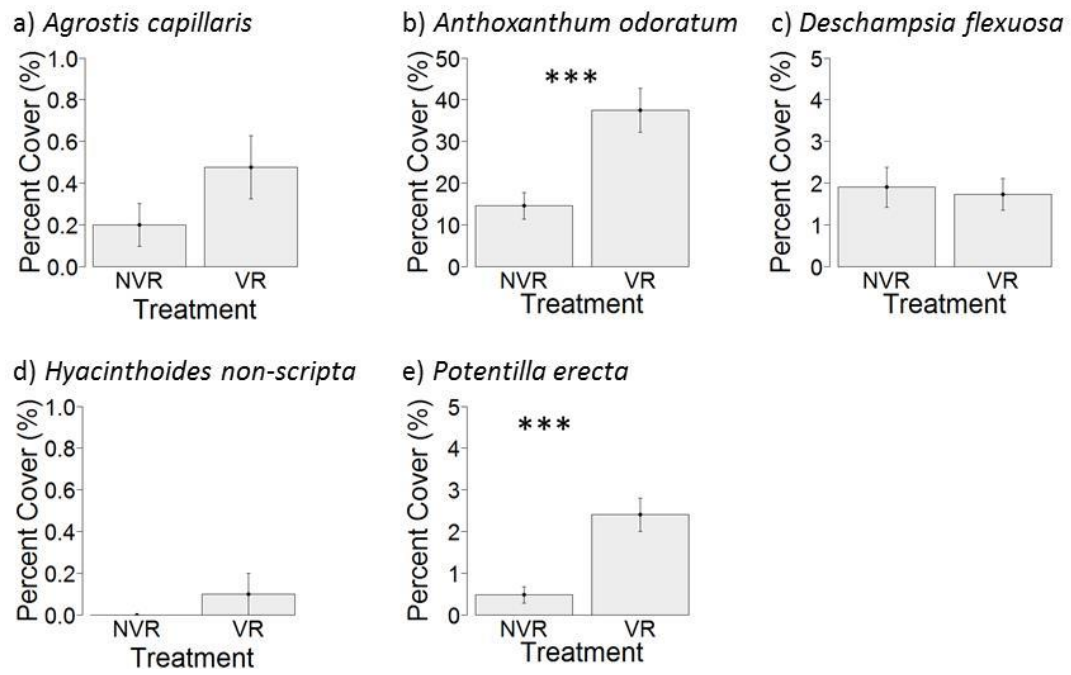 a) Agrostis capillaris
Percent Cover (%)
1.0
0.8
0.6
0.4
0.2
0.0
NVR VR
Treatment
b) Anthoxanthum odoratum
Percent Cover (%)
50
40
30
20
10
0
***
NVR VR
Treatment
c) Deschampsia flexuosa
Percent Cover (%)
5
4
3
2
1
0
NVR VR
Treatment
d) Hyacinthoides non-scripta
Percent Cover (%)
1.0
0.8
0.6
0.4
0.2
0.0
NVR VR
Treatment
e) Potentilla erecta
Percent Cover (%)
5
4
3
2
1
0
***
NVR VR
Treatment